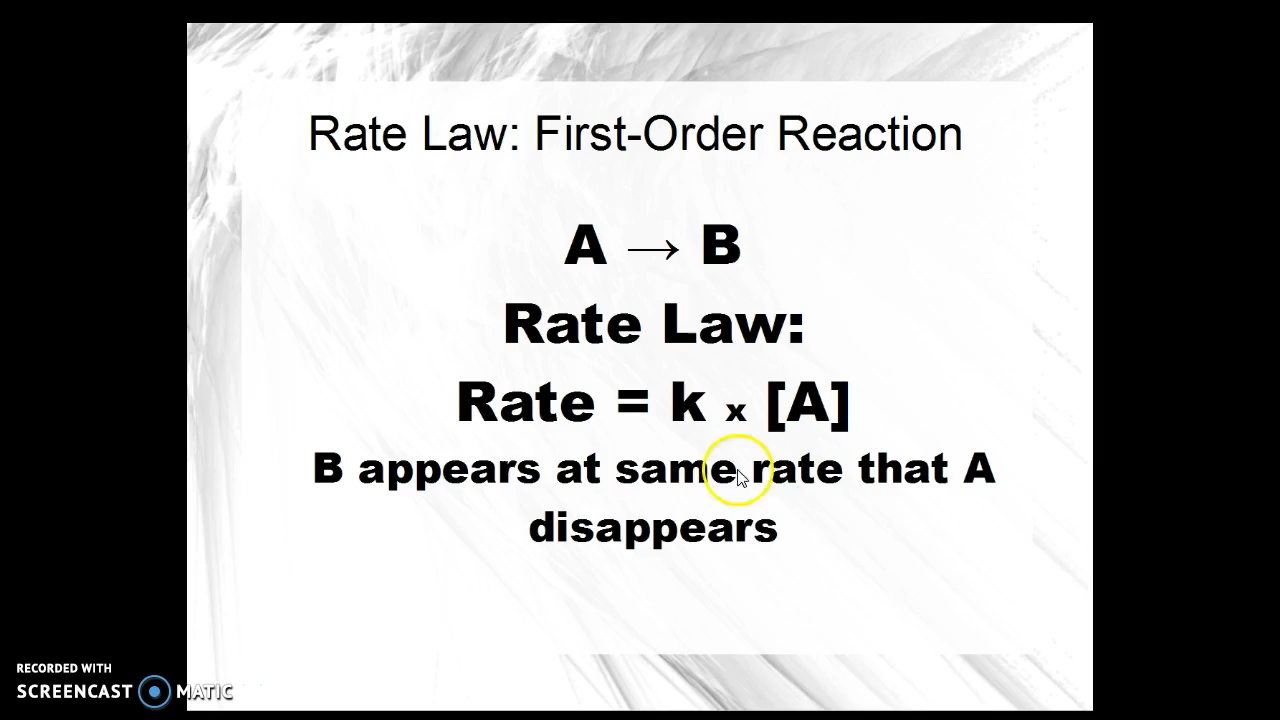 Rate Law: First-Order Reaction
A → B
Rate Law:
Rate = k x [A]
B appears at same rate that A
disappears
RECORDED WITH
SCREENCAST MATIC